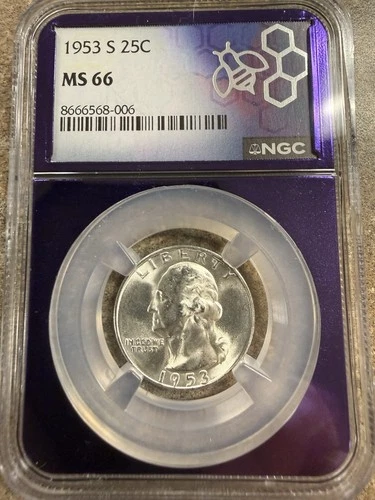 1953 S 25C
MS 66
8666568-006
NGC
LIBERTY
IN GOD WE
TRUST
1953